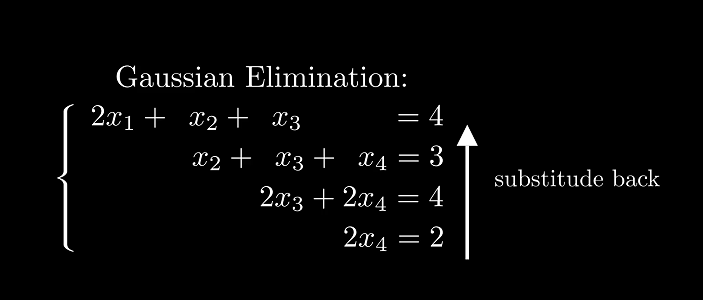 Gaussian Elimination:
2x₁ + x₂ + x₃ = 4
x₂ + x₃ + x₄ = 3
2x₃ + 2x₄ = 4
2x₄ = 2
substitude back